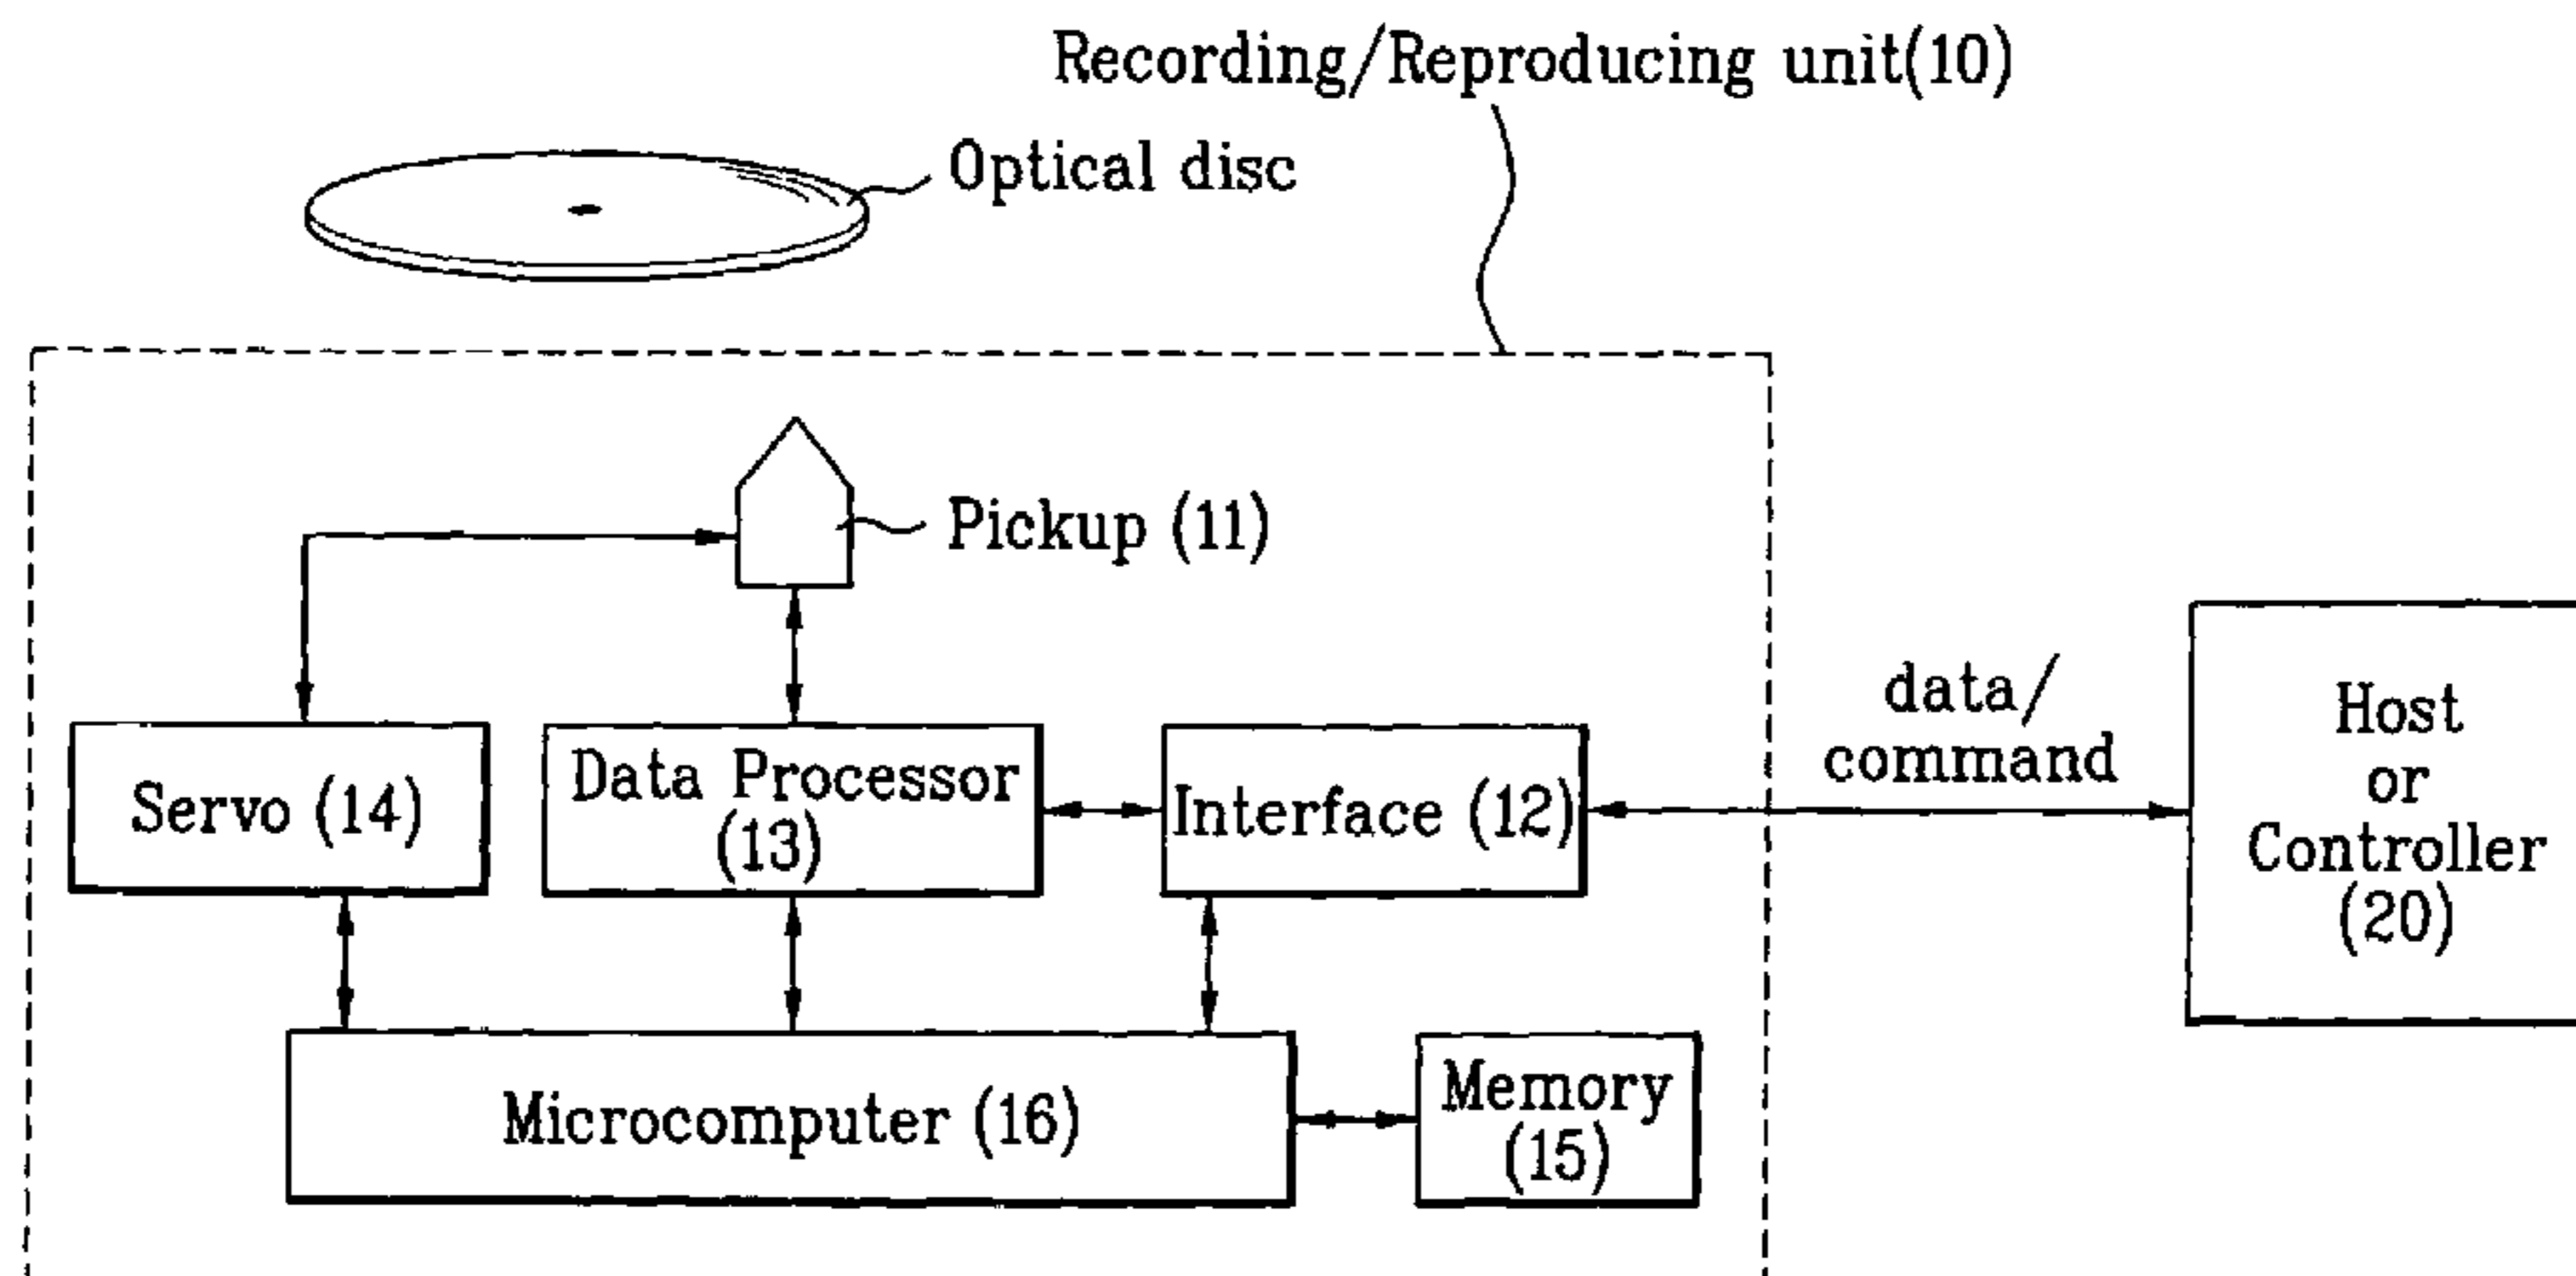 Recording/Reproducing unit(10)
Optical disc
Pickup (11)
data/
command
Host
or
Controller
(20)
Servo (14)
Data Processor
(13)
Interface (12)
Microcomputer (16)
Memory
(15)